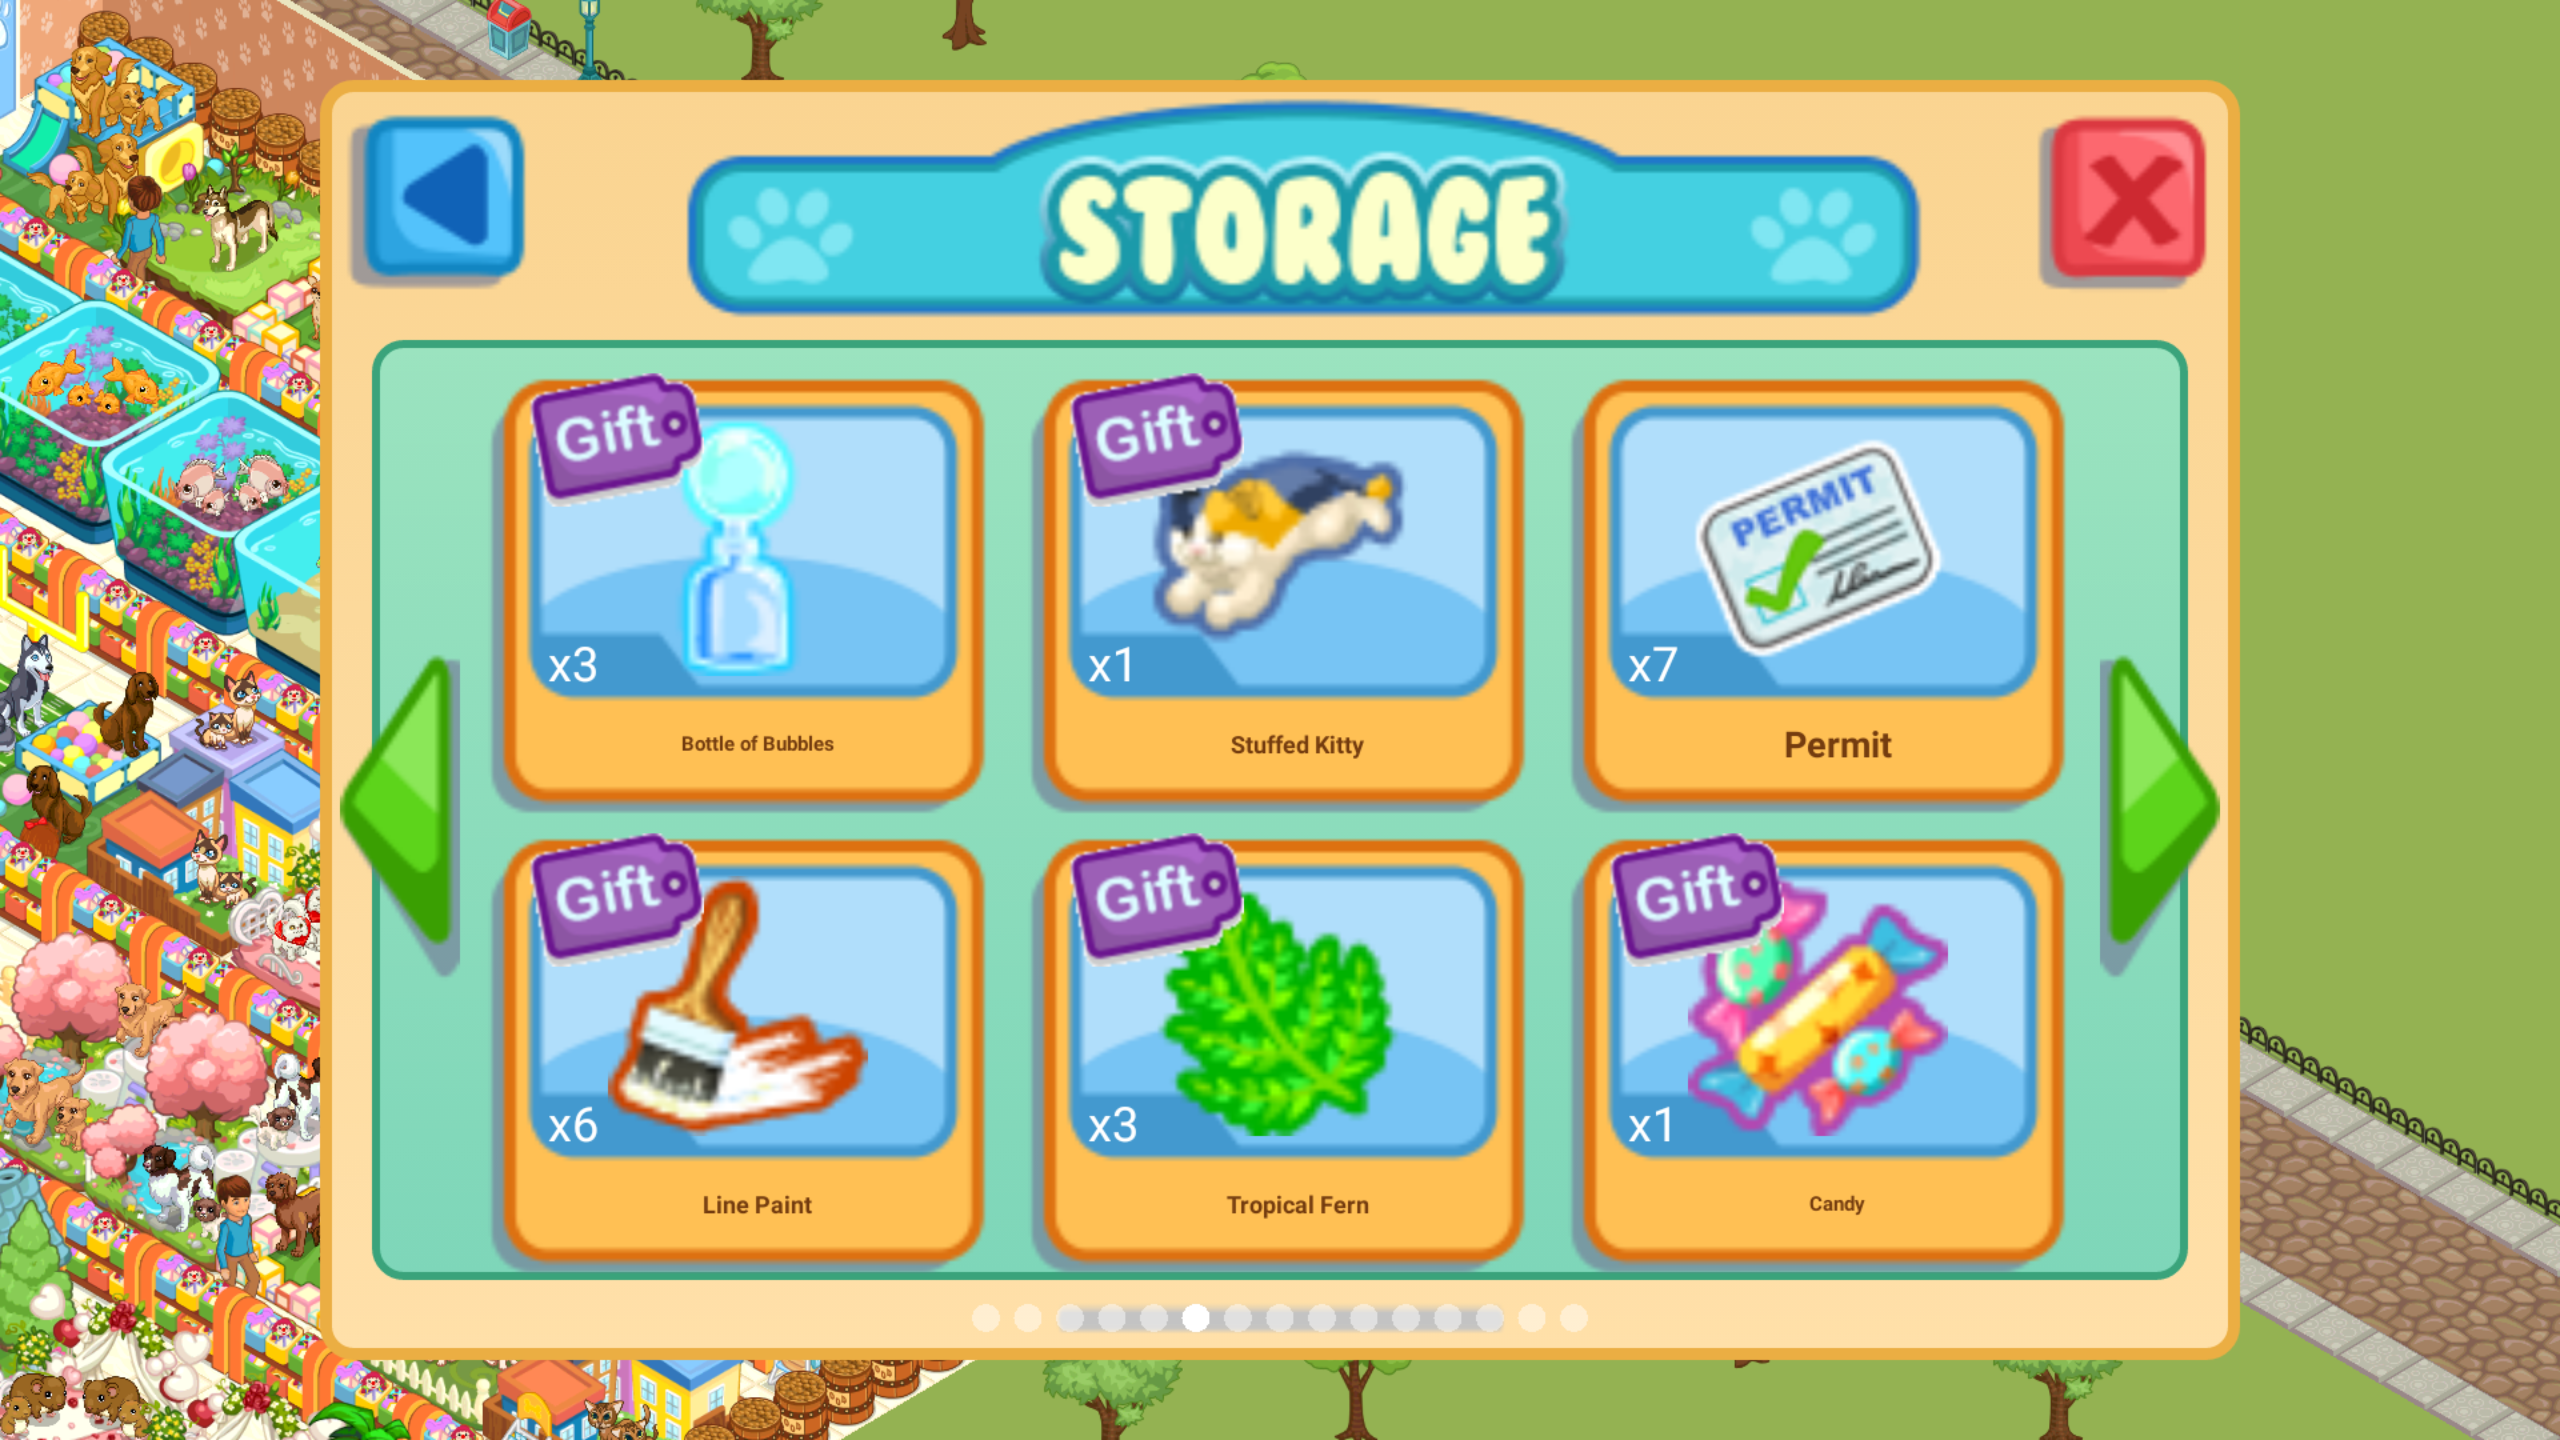 STORAGE
Gift
x3
Bottle of Bubbles
Gift
x1
Stuffed Kitty
PERMIT
x7
Permit
Gift
x6
Line Paint
Gift
x3
Tropical Fern
Gift
x1
Candy